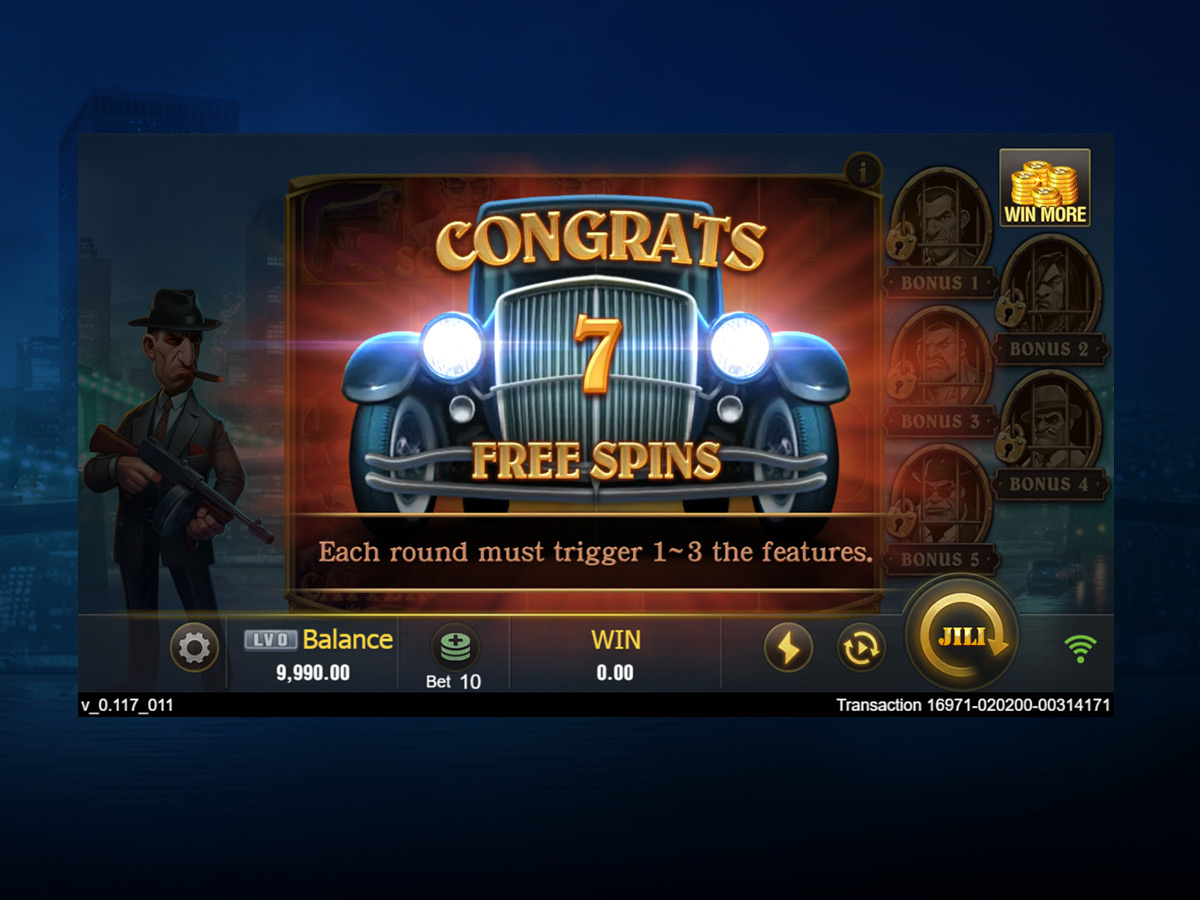 CONGRATS
7
FREE SPINS
Each round must trigger 1~3 the features.
i
WIN MORE
BONUS 1
BONUS 2
BONUS 3
BONUS 4
BONUS 5
LV0 Balance
9,990.00
Bet 10
WIN
0.00
JILI
v_0.117_011
Transaction 16971-020200-00314171